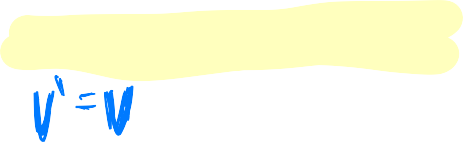 V' = V